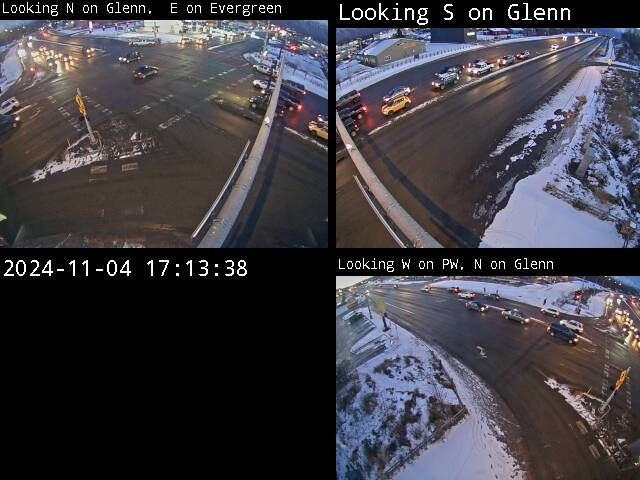 Looking N on Glenn,  E on Evergreen
Looking S on Glenn
2024-11-04 17:13:38
Looking W on PW, N on Glenn